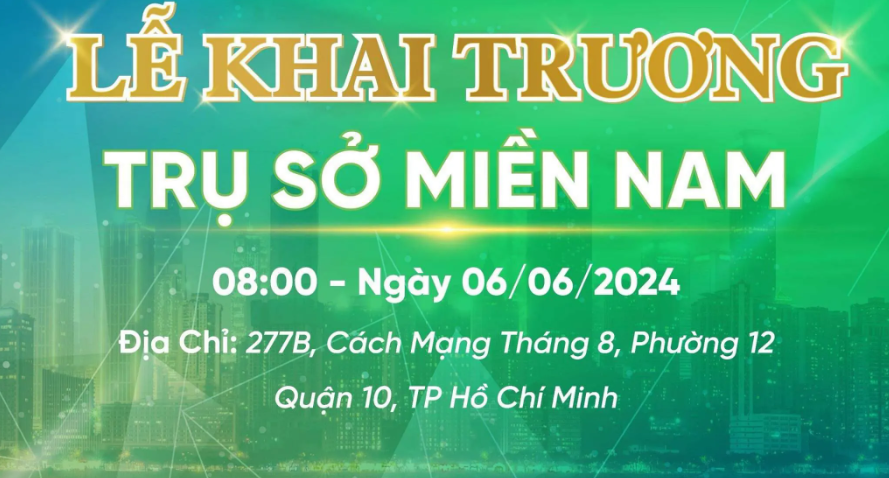 LỄ KHAI TRƯƠNG
TRỤ SỞ MIỀN NAM
08:00 - Ngày 06/06/2024
Địa Chỉ: 277B, Cách Mạng Tháng 8, Phường 12
Quận 10, TP Hồ Chí Minh